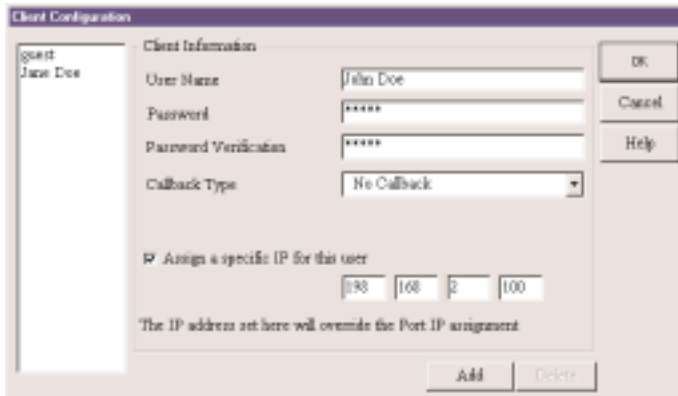 Client Configuration
guest
Jane Doe
Client Information
User Name
John Doe
Password
*****
Password Verification
*****
Callback Type
No Callback
Assign a specific IP for this user
198 168 2 100
The IP address set here will override the Port IP assignment
OK
Cancel
Help
Add
Delete